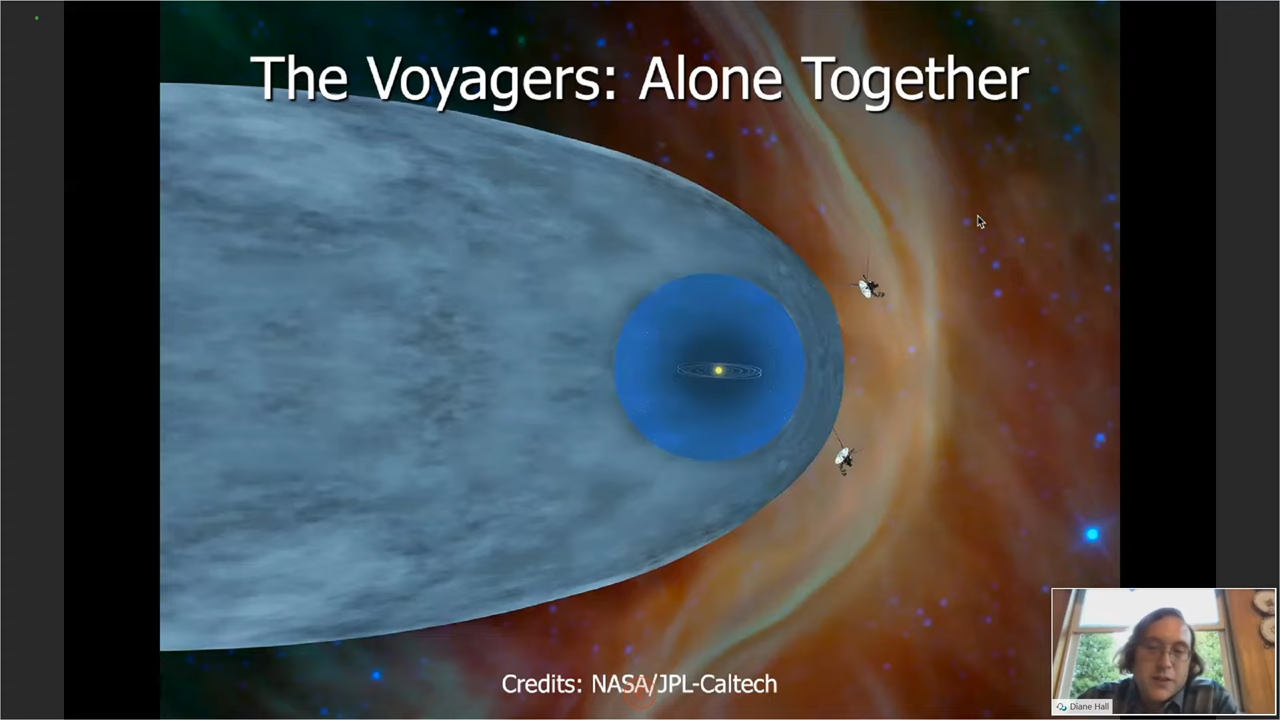 The Voyagers: Alone Together
Credits: NASA/JPL-Caltech
Diane Hall